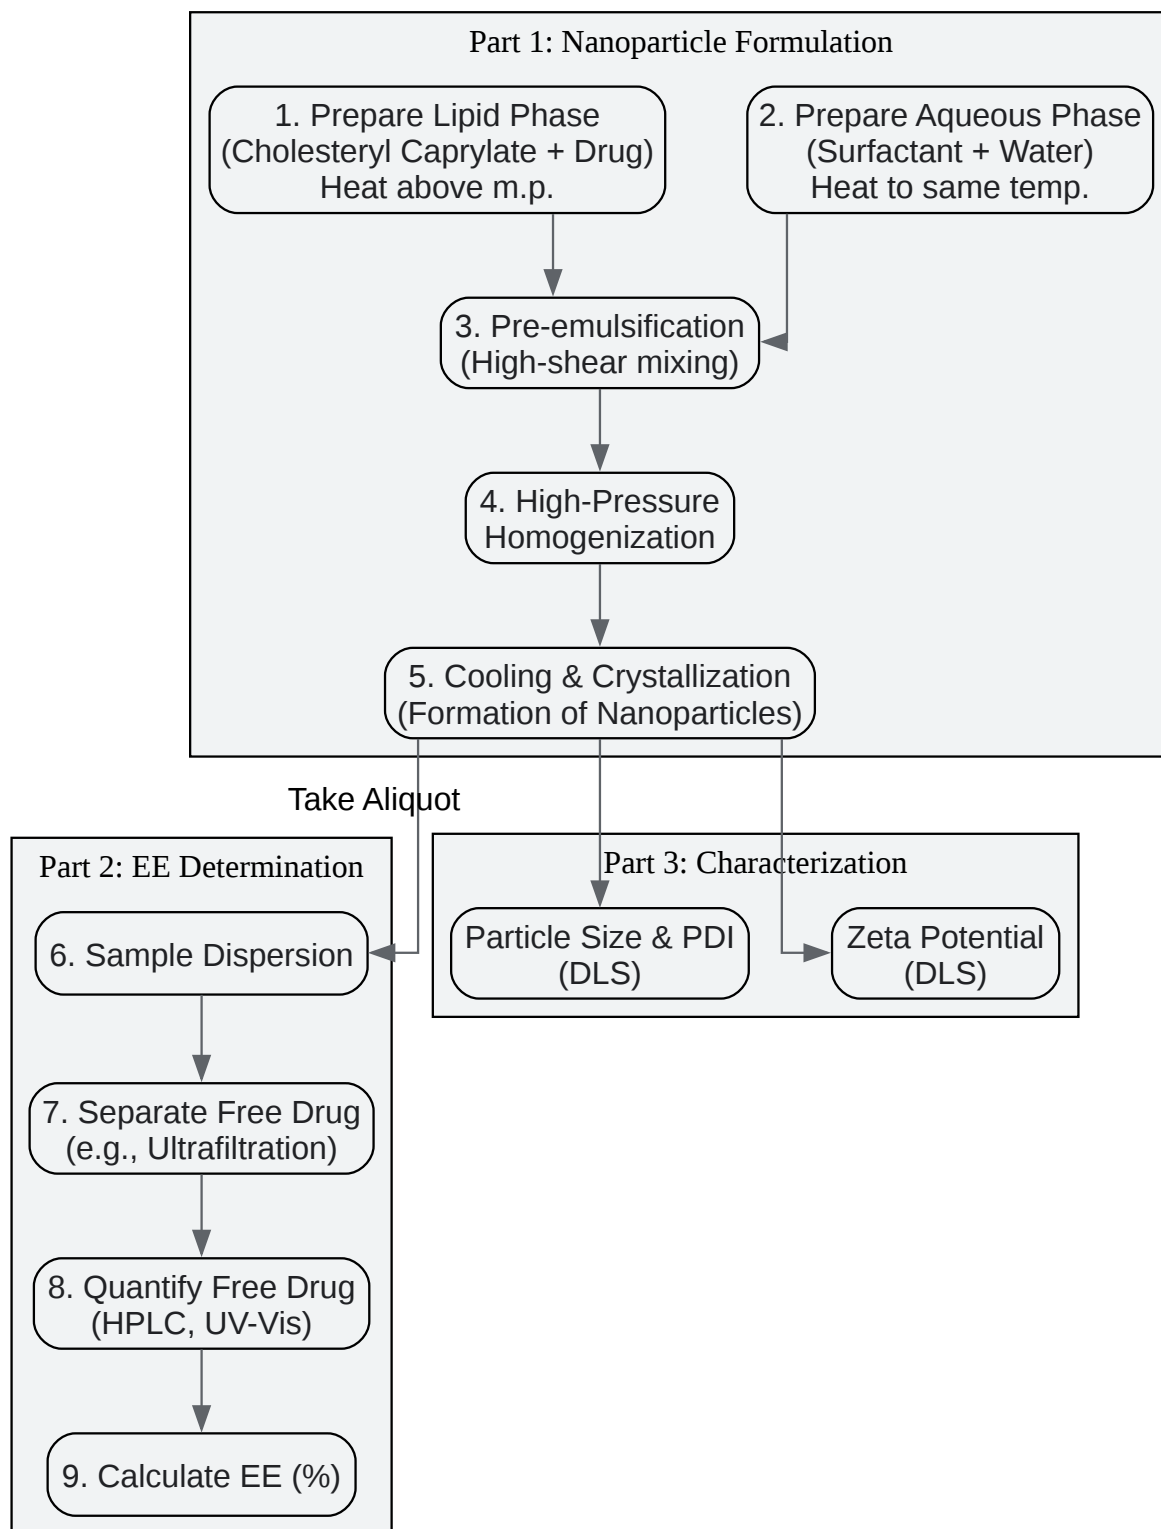 Part 1: Nanoparticle Formulation
1. Prepare Lipid Phase
(Cholesteryl Caprylate + Drug)
Heat above m.p.
2. Prepare Aqueous Phase
(Surfactant + Water)
Heat to same temp.
3. Pre-emulsification
(High-shear mixing)
4. High-Pressure
Homogenization
5. Cooling & Crystallization
(Formation of Nanoparticles)
Take Aliquot
Part 2: EE Determination
6. Sample Dispersion
7. Separate Free Drug
(e.g., Ultrafiltration)
8. Quantify Free Drug
(HPLC, UV-Vis)
9. Calculate EE (%)
Part 3: Characterization
Particle Size & PDI
(DLS)
Zeta Potential
(DLS)